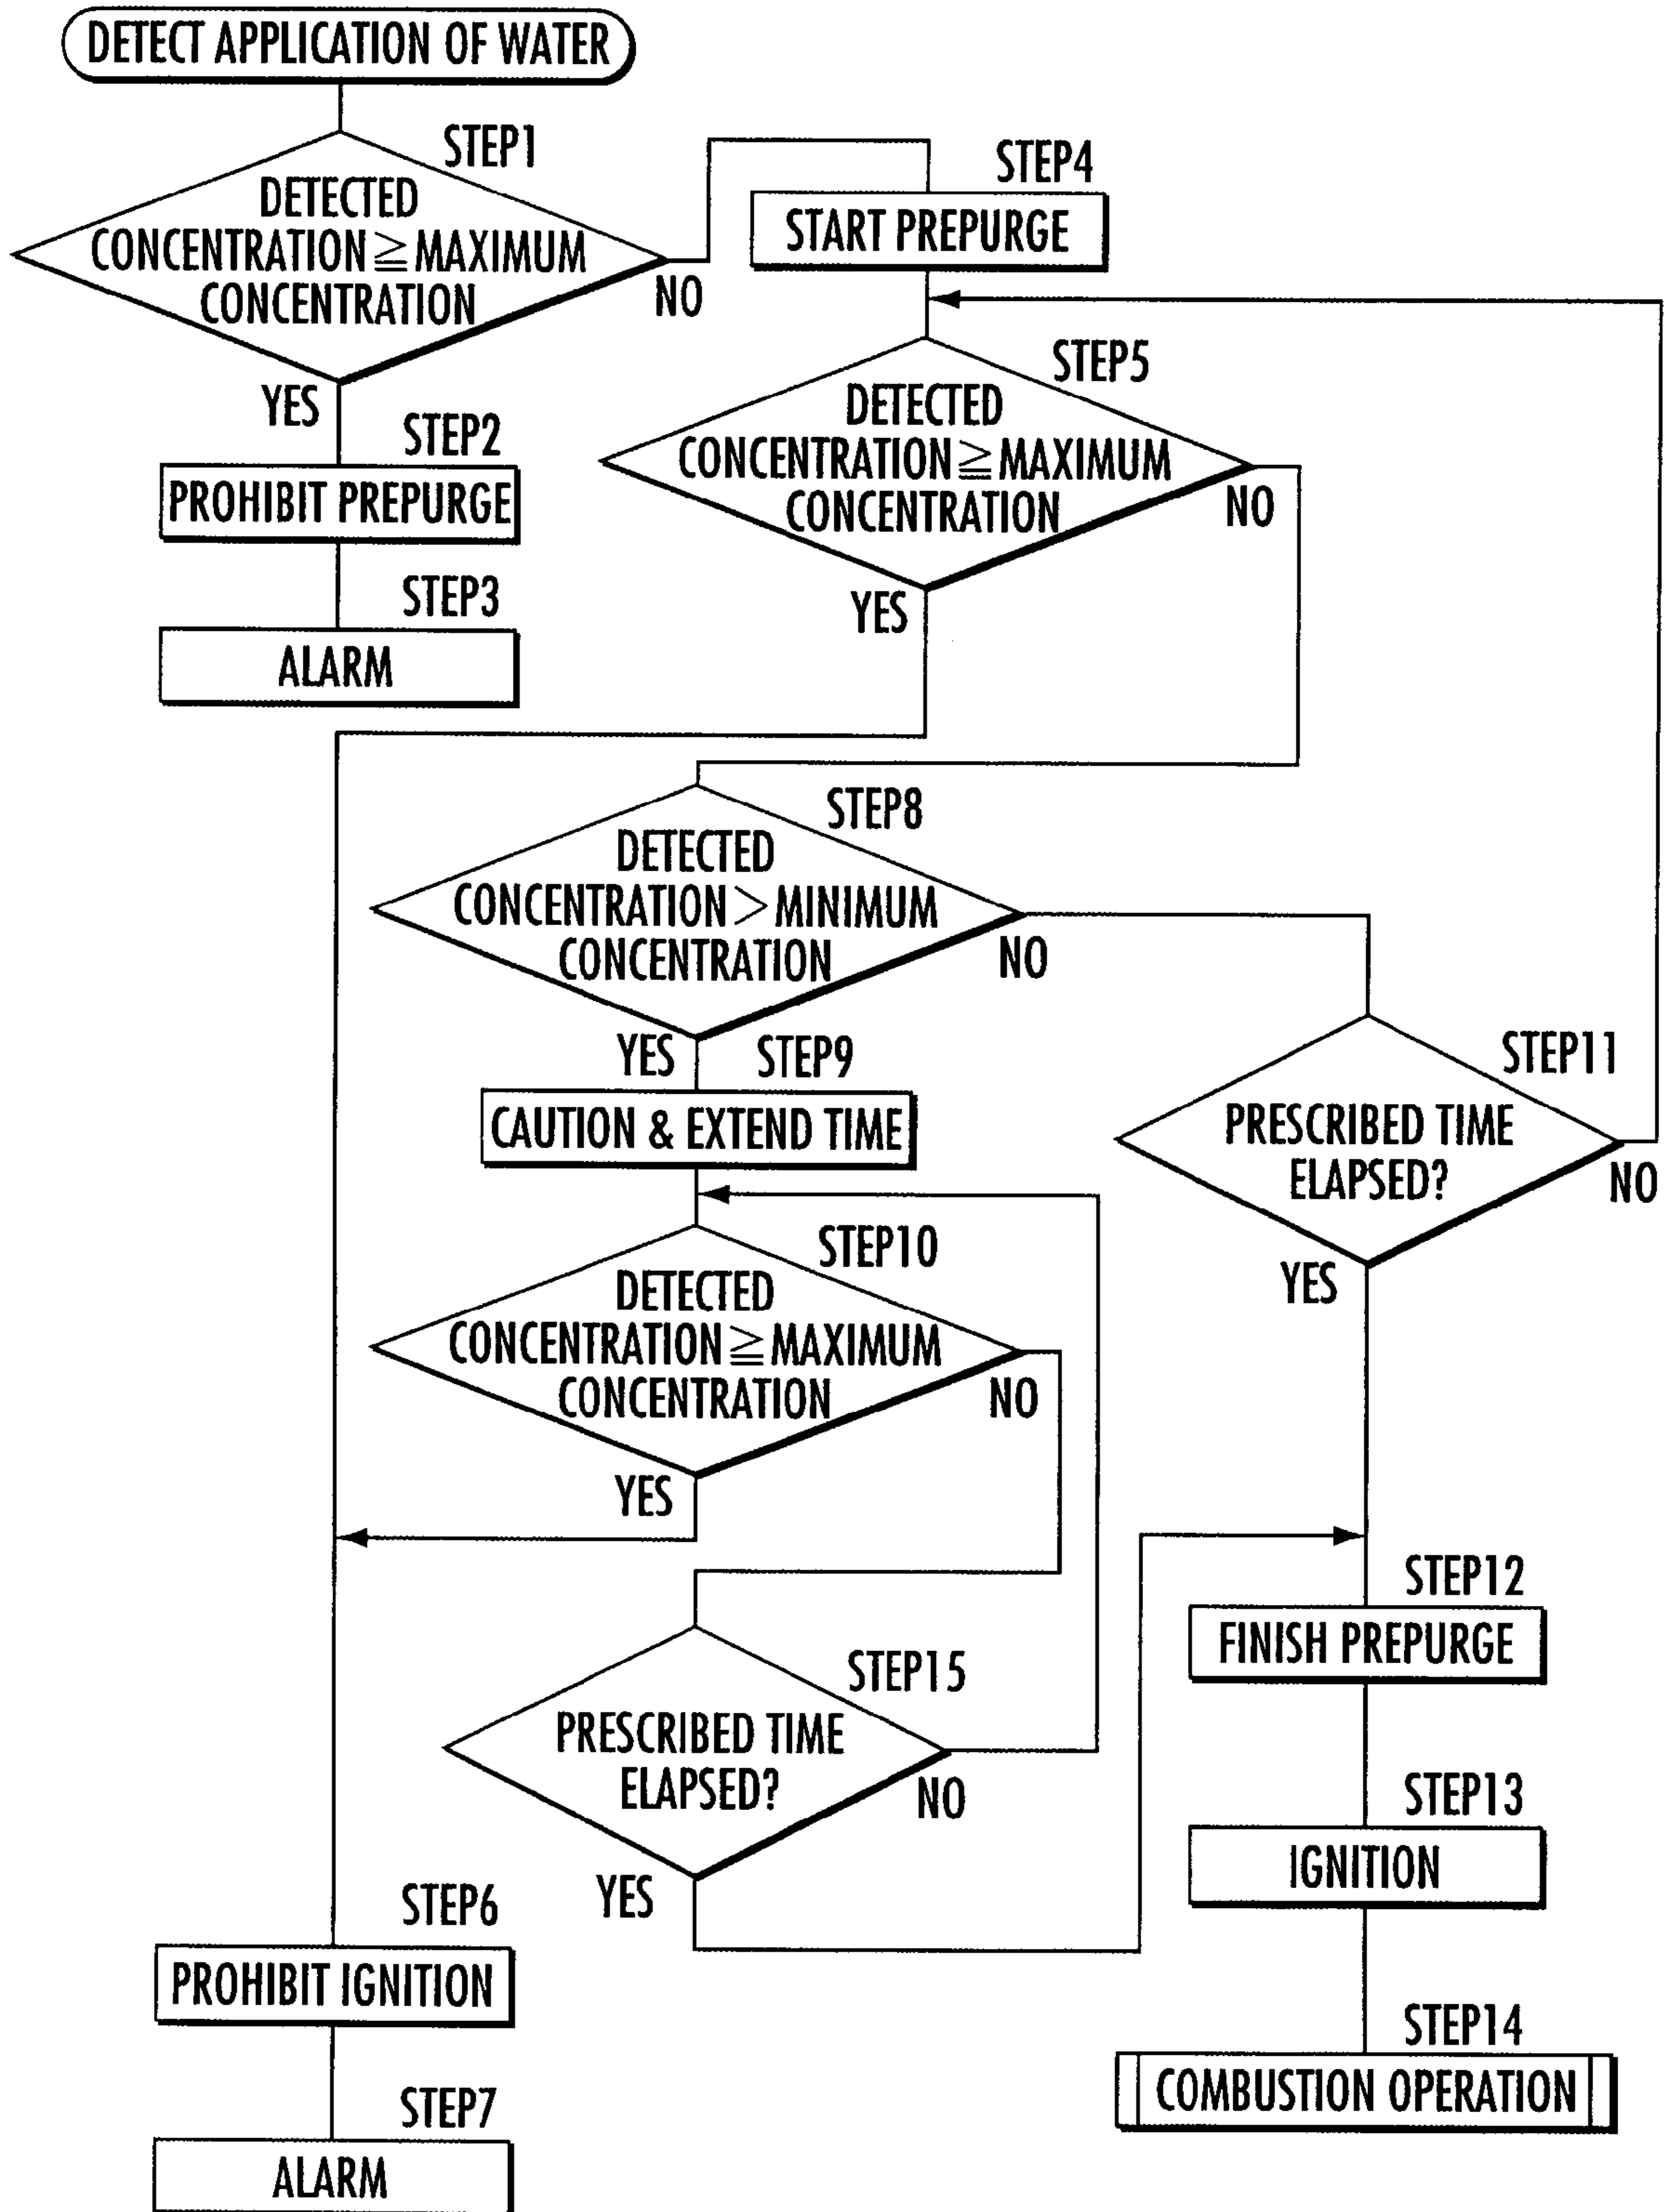 DETECT APPLICATION OF WATER
STEP1
DETECTED
CONCENTRATION ≧ MAXIMUM
CONCENTRATION
NO
YES
STEP2
PROHIBIT PREPURGE
STEP3
ALARM
STEP4
START PREPURGE
STEP5
DETECTED
CONCENTRATION ≧ MAXIMUM
CONCENTRATION
NO
YES
STEP8
DETECTED
CONCENTRATION > MINIMUM
CONCENTRATION
NO
YES
STEP9
CAUTION & EXTEND TIME
STEP10
DETECTED
CONCENTRATION ≧ MAXIMUM
CONCENTRATION
NO
YES
STEP15
PRESCRIBED TIME
ELAPSED?
NO
YES
STEP11
PRESCRIBED TIME
ELAPSED?
NO
YES
STEP12
FINISH PREPURGE
STEP13
IGNITION
STEP14
COMBUSTION OPERATION
STEP6
PROHIBIT IGNITION
STEP7
ALARM